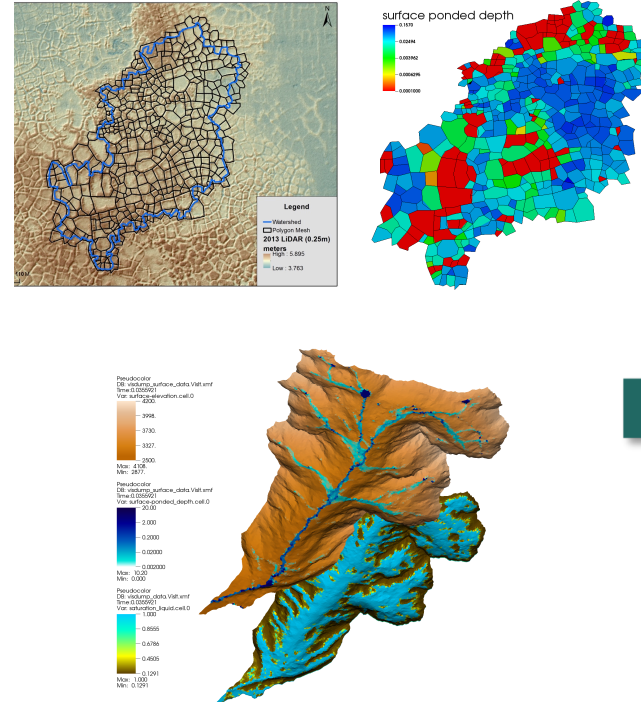 N
Legend
Watershed
Polygon Mesh
2013 LiDAR (0.25m)
meters
High : 5.895
Low : 3.763
surface ponded depth
0.1570
0.02494
0.003962
0.0006295
0.0001000
Pseudocolor
DB: visdump_surface_data.VisIt.xmf
Time:0.0355921
Var: surface-elevation.cell.0
4200.
3998.
3730.
3327.
2500.
Max: 4108.
Min: 2877.
Pseudocolor
DB: visdump_surface_data.VisIt.xmf
Time:0.0355921
Var: surface-ponded_depth.cell.0
20.00
2.000
0.2000
0.02000
0.002000
Max: 10.20
Min: 0.000
Pseudocolor
DB: visdump_data.VisIt.xmf
Time:0.0355921
Var: saturation_liquid.cell.0
1.000
0.8555
0.6786
0.4505
0.1291
Max: 1.000
Min: 0.1291